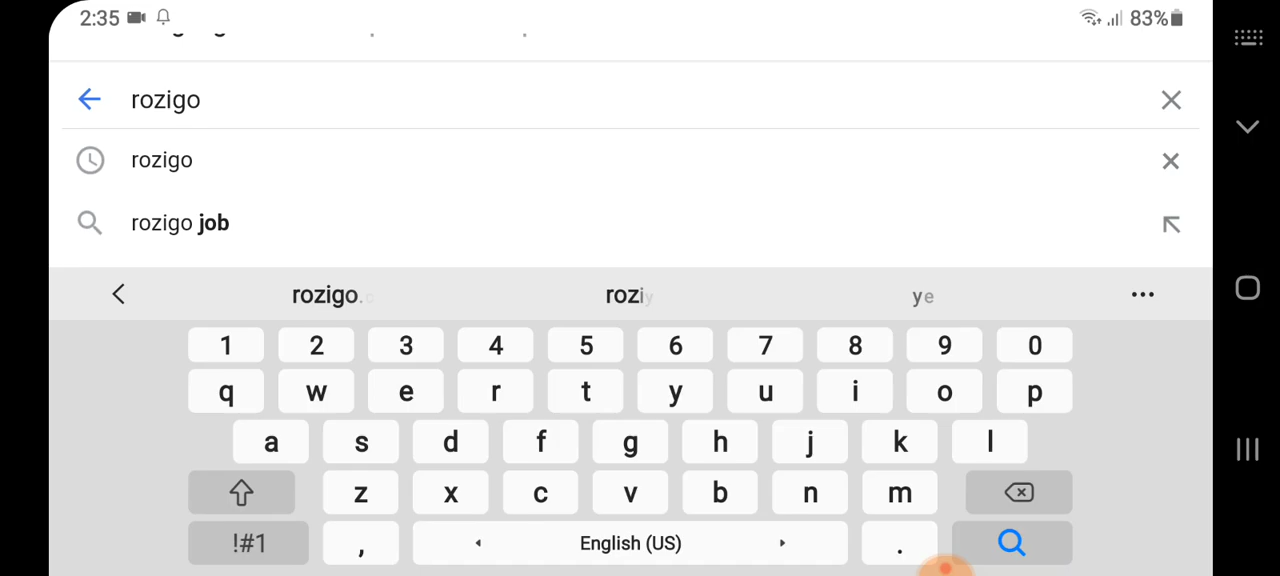 2:35 83%
rozigo
rozigo
rozigo job
rozigo. roziy ye
1 2 3 4 5 6 7 8 9 0
q w e r t y u i o p
a s d f g h j k l
z x c v b n m
!#1 , English (US) .